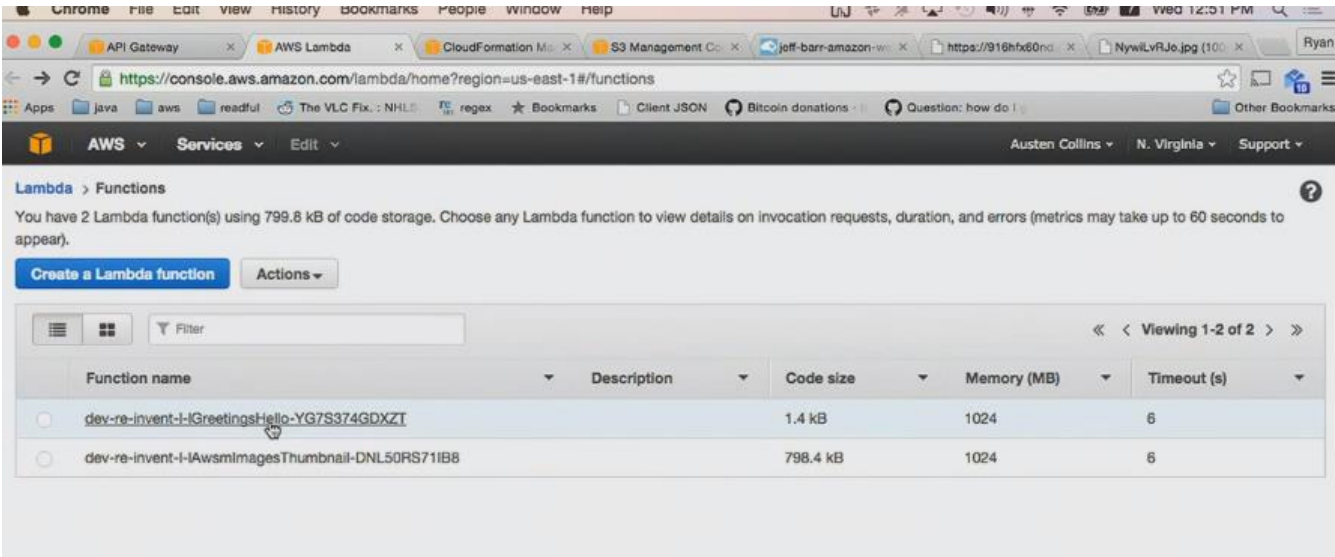 Chrome File Edit View History Bookmarks People Window Help Wed 12:51 PM
API Gateway AWS Lambda CloudFormation S3 Management jeff-barr-amazon-w https://916hfx60nd NywiLvRJo.jpg (100 Ryan
https://console.aws.amazon.com/lambda/home?region=us-east-1#/functions
Apps java aws readful The VLC Fix. : NHL regex Bookmarks Client JSON Bitcoin donations Question: how do I Other Bookmarks
AWS Services Edit Austen Collins N. Virginia Support
Lambda > Functions
You have 2 Lambda function(s) using 799.8 kB of code storage. Choose any Lambda function to view details on invocation requests, duration, and errors (metrics may take up to 60 seconds to
appear).
Create a Lambda function Actions
Filter « < Viewing 1-2 of 2 > »
Function name Description Code size Memory (MB) Timeout (s)
dev-re-invent-l-lGreetingsHello-YG7S374GDXZT 1.4 kB 1024 6
dev-re-invent-l-lAwsmImagesThumbnail-DNL50RS71IB8 798.4 kB 1024 6